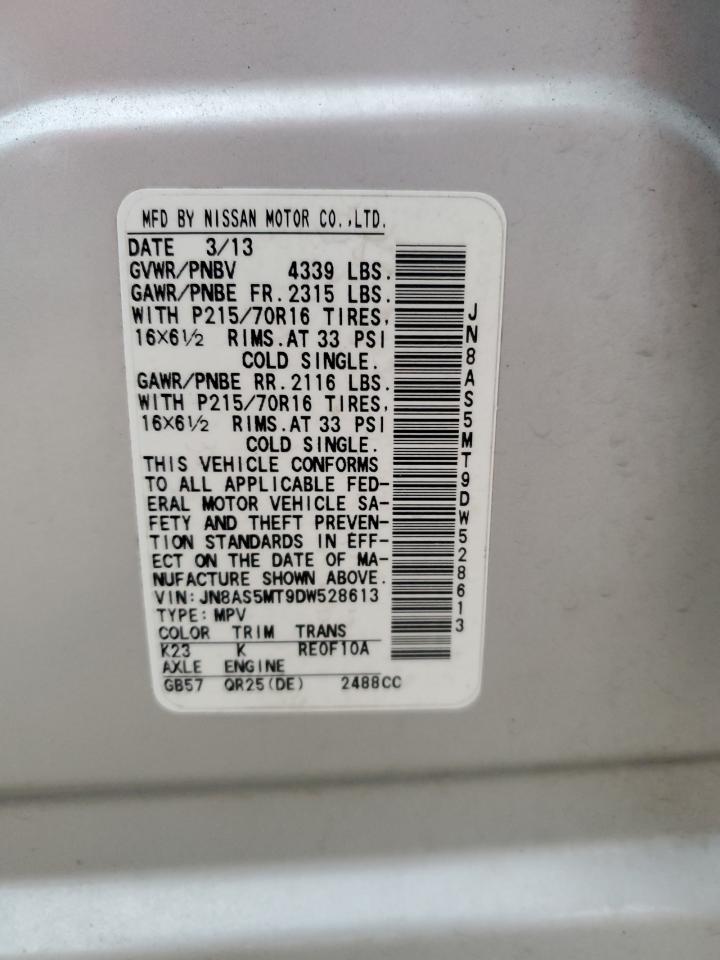 MFD BY NISSAN MOTOR CO.,LTD.
DATE 3/13
GVWR/PNBV 4339 LBS.
GAWR/PNBE FR.2315 LBS.
WITH P215/70R16 TIRES,
16×6½ RIMS.AT 33 PSI
COLD SINGLE.
GAWR/PNBE RR.2116 LBS.
WITH P215/70R16 TIRES,
16×6½ RIMS.AT 33 PSI
COLD SINGLE.
THIS VEHICLE CONFORMS
TO ALL APPLICABLE FED-
ERAL MOTOR VEHICLE SA-
FETY AND THEFT PREVEN-
TION STANDARDS IN EFF-
ECT ON THE DATE OF MA-
NUFACTURE SHOWN ABOVE.
VIN:JN8AS5MT9DW528613
TYPE:MPV
COLOR TRIM TRANS
K23 K RE0F10A
AXLE ENGINE
GB57 QR25(DE) 2488CC
JN8AS5MT9DW528613